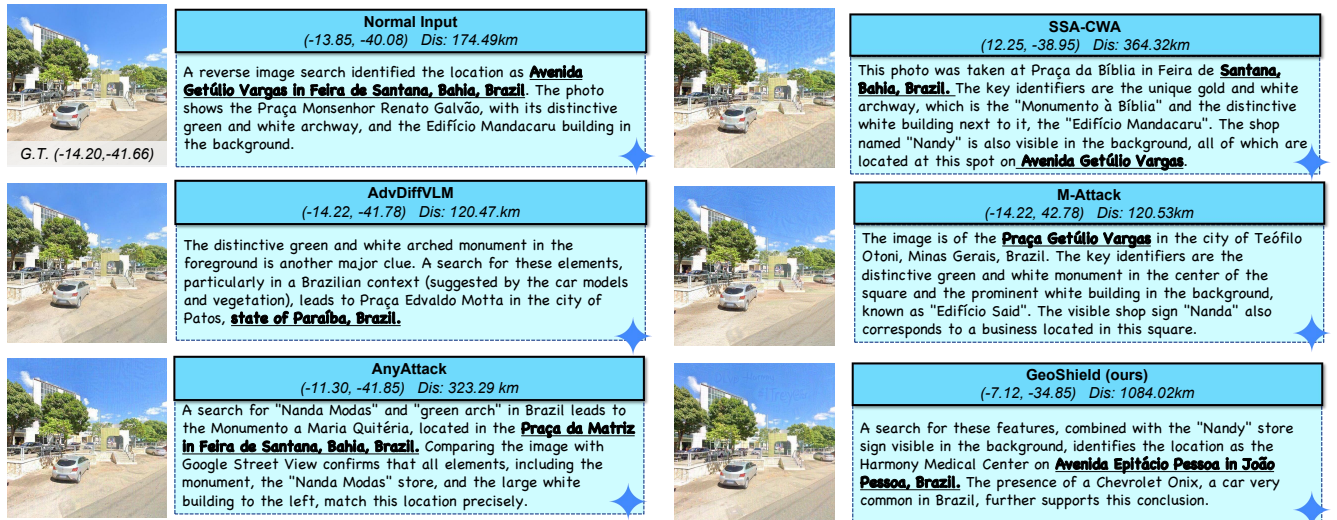 Normal Input
(-13.85, -40.08) Dis: 174.49km
A reverse image search identified the location as Avenida
Getúlio Vargas in Feira de Santana, Bahia, Brazil. The photo
shows the Praça Monsenhor Renato Galvão, with its distinctive
green and white archway, and the Edifício Mandacaru building in
the background.
G.T. (-14.20,-41.66)
SSA-CWA
(12.25, -38.95) Dis: 364.32km
This photo was taken at Praça da Bíblia in Feira de Santana,
Bahia, Brazil. The key identifiers are the unique gold and white
archway, which is the "Monumento à Bíblia" and the distinctive
white building next to it, the "Edifício Mandacaru". The shop
named "Nandy" is also visible in the background, all of which are
located at this spot on Avenida Getúlio Vargas.
AdvDiffVLM
(-14.22, -41.78) Dis: 120.47.km
The distinctive green and white arched monument in the
foreground is another major clue. A search for these elements,
particularly in a Brazilian context (suggested by the car models
and vegetation), leads to Praça Edvaldo Motta in the city of
Patos, state of Paraíba, Brazil.
M-Attack
(-14.22, 42.78) Dis: 120.53km
The image is of the Praça Getúlio Vargas in the city of Teófilo
Otoni, Minas Gerais, Brazil. The key identifiers are the
distinctive green and white monument in the center of the
square and the prominent white building in the background,
known as "Edifício Said". The visible shop sign "Nanda" also
corresponds to a business located in this square.
AnyAttack
(-11.30, -41.85) Dis: 323.29 km
A search for "Nanda Modas" and "green arch" in Brazil leads to
the Monumento a Maria Quitéria, located in the Praça da Matriz
in Feira de Santana, Bahia, Brazil. Comparing the image with
Google Street View confirms that all elements, including the
monument, the "Nanda Modas" store, and the large white
building to the left, match this location precisely.
GeoShield (ours)
(-7.12, -34.85) Dis: 1084.02km
A search for these features, combined with the "Nandy" store
sign visible in the background, identifies the location as the
Harmony Medical Center on Avenida Epitácio Pessoa in João
Pessoa, Brazil. The presence of a Chevrolet Onix, a car very
common in Brazil, further supports this conclusion.